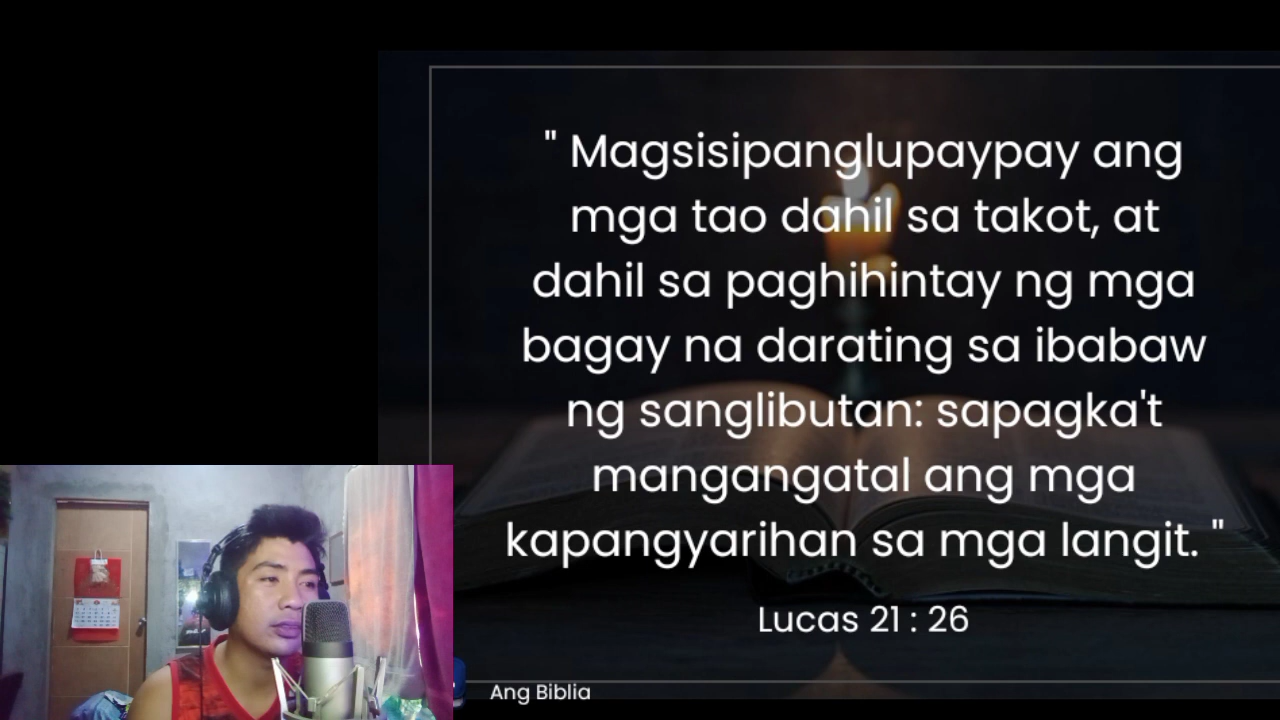 " Magsisipanglupaypay ang
mga tao dahil sa takot, at
dahil sa paghihintay ng mga
bagay na darating sa ibabaw
ng sanglibutan: sapagka't
mangangatal ang mga
kapangyarihan sa mga langit. "
Lucas 21 : 26
Ang Biblia